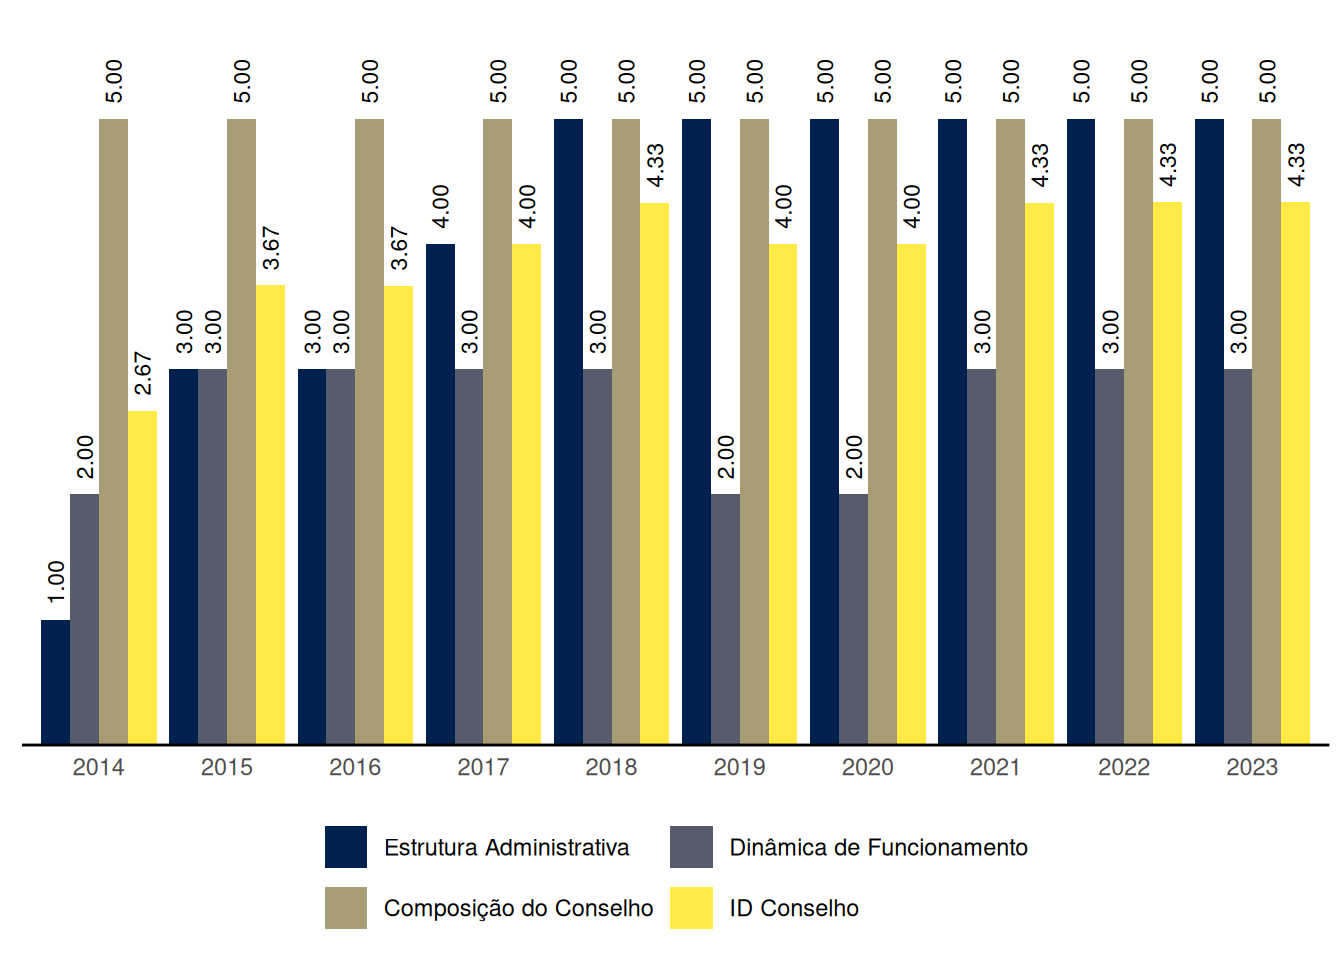 1.00 2.00 5.00 2.67 3.00 3.00 5.00 3.67 3.00 3.00 5.00 3.67 4.00 3.00 5.00 4.00 5.00 3.00 5.00 4.33 5.00 2.00 5.00 4.00 5.00 2.00 5.00 4.00 5.00 3.00 5.00 4.33 5.00 3.00 5.00 4.33 5.00 3.00 5.00 4.33
2014 2015 2016 2017 2018 2019 2020 2021 2022 2023
Estrutura Administrativa Dinâmica de Funcionamento
Composição do Conselho ID Conselho